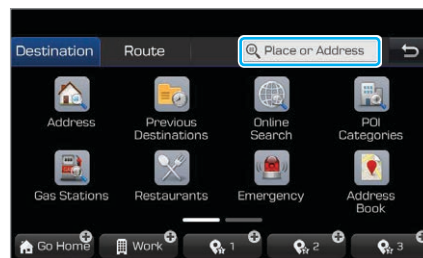 Destination Route Place or Address
Address Previous Destinations Online Search POI Categories
Gas Stations Restaurants Emergency Address Book
Go Home Work 1 2 3